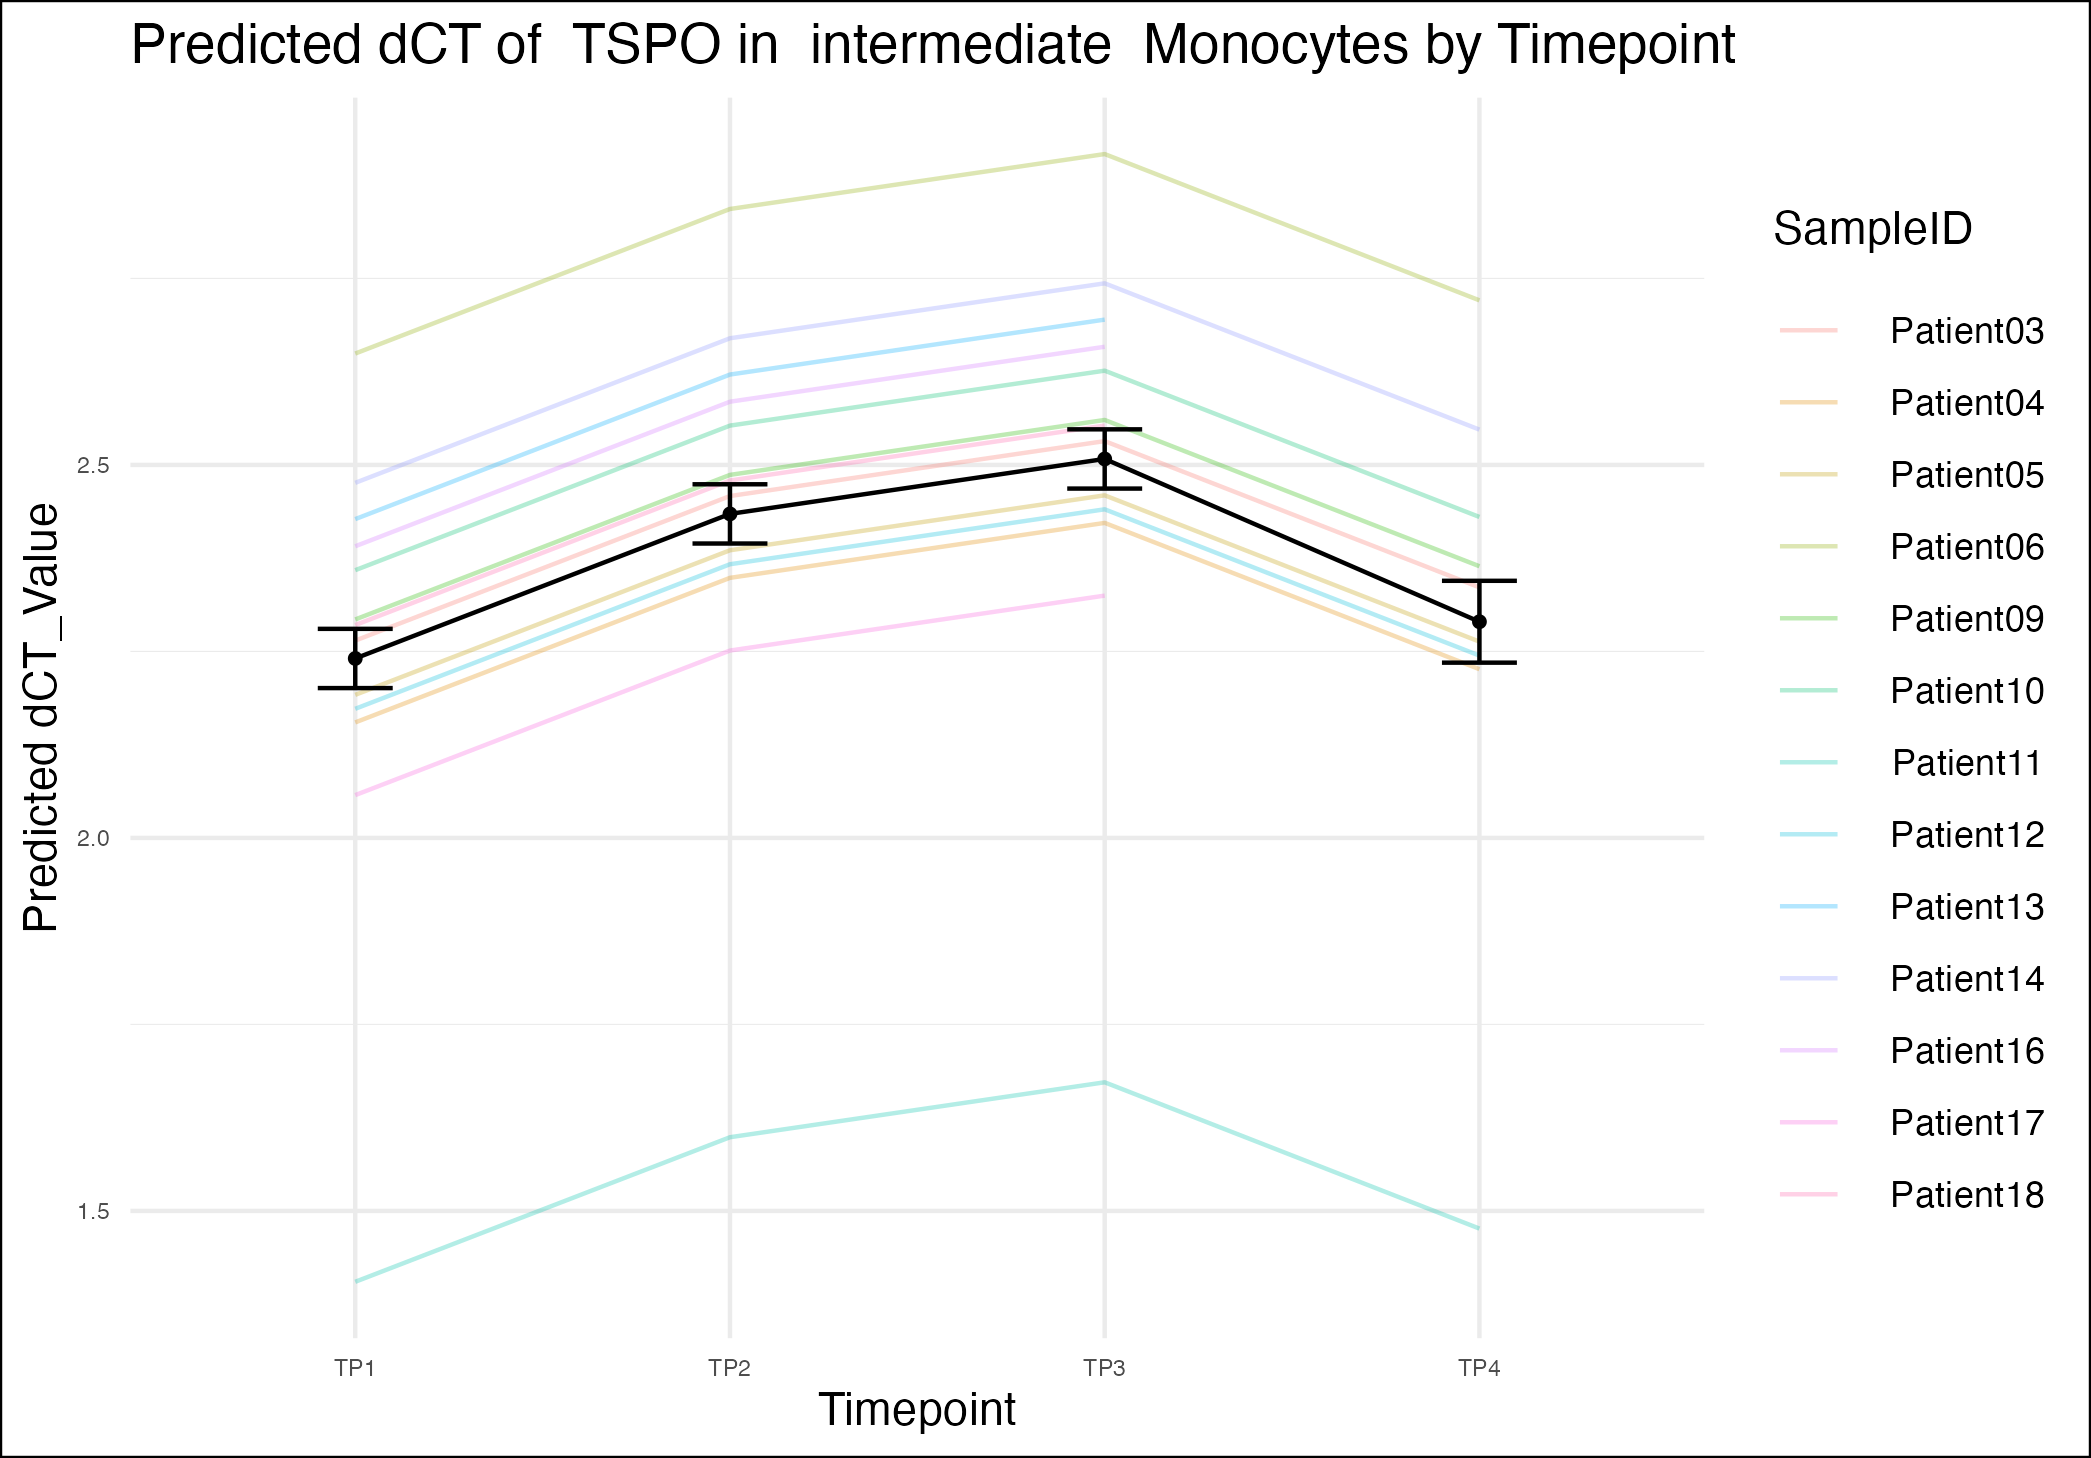 Predicted dCT of  TSPO in  intermediate  Monocytes by Timepoint
Predicted dCT_Value
2.5
2.0
1.5
TP1
TP2
TP3
TP4
Timepoint
SampleID
Patient03
Patient04
Patient05
Patient06
Patient09
Patient10
Patient11
Patient12
Patient13
Patient14
Patient16
Patient17
Patient18